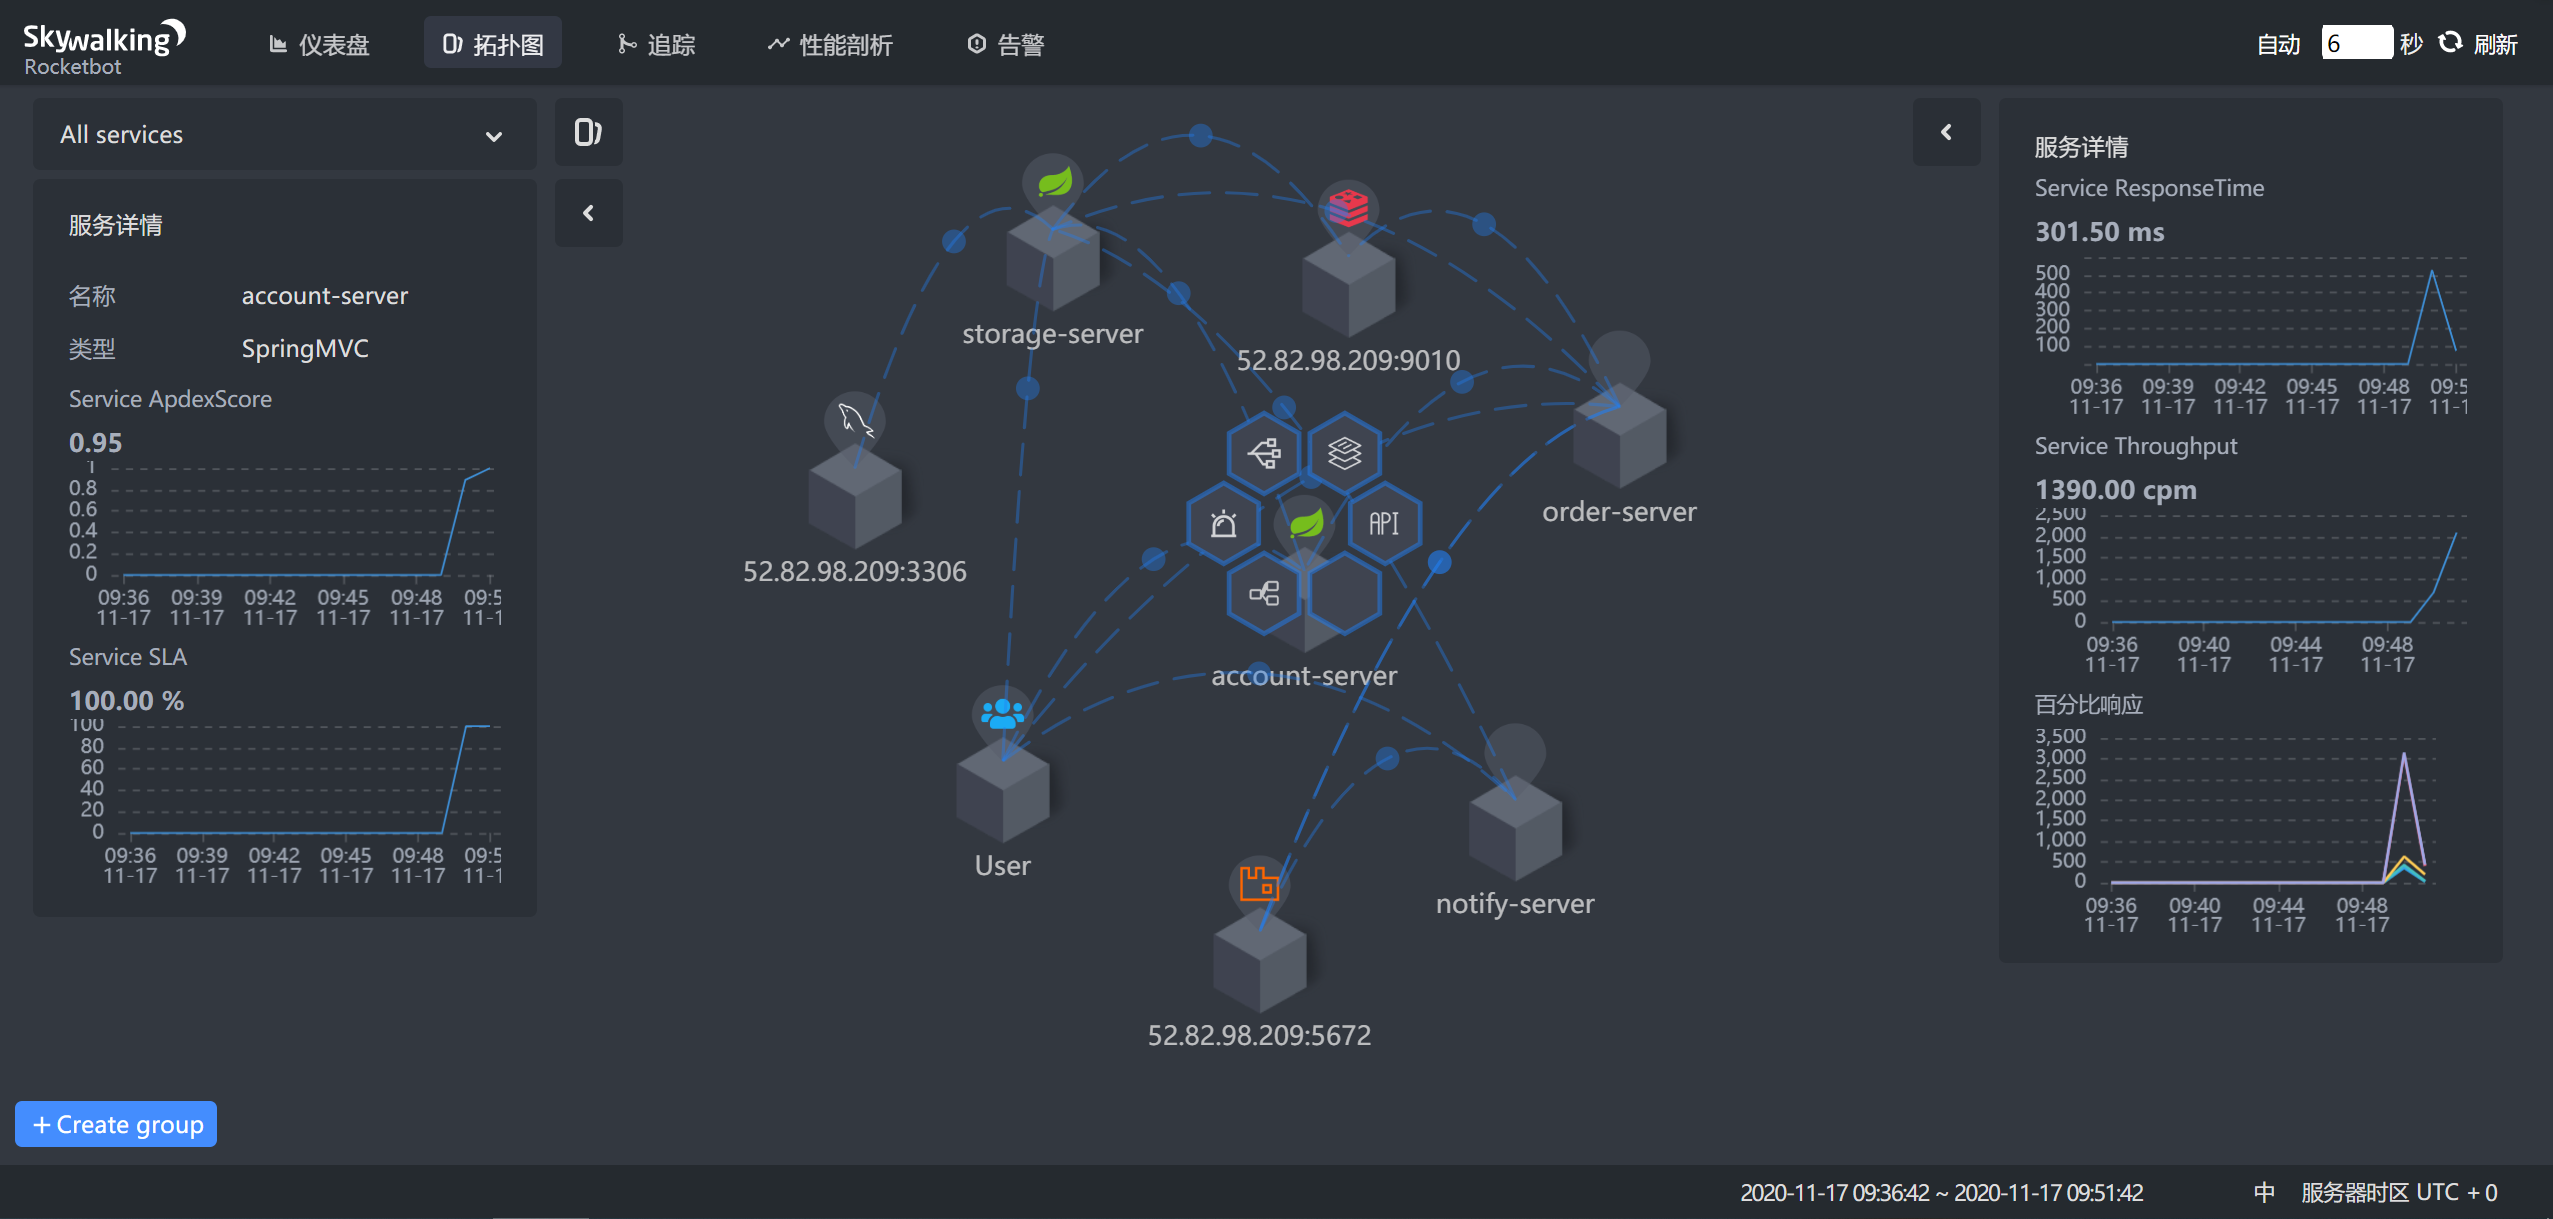 Skywalking
Rocketbot
仪表盘
拓扑图
追踪
性能剖析
告警
自动 6 秒 刷新
All services
服务详情
名称 account-server
类型 SpringMVC
Service ApdexScore
0.95
1
0.8
0.6
0.4
0.2
0
09:36 09:39 09:42 09:45 09:48 09:5
11-17 11-17 11-17 11-17 11-17 11-1
Service SLA
100.00 %
100
80
60
40
20
0
09:36 09:39 09:42 09:45 09:48 09:5
11-17 11-17 11-17 11-17 11-17 11-1
storage-server
52.82.98.209:9010
order-server
52.82.98.209:3306
API
account-server
User
notify-server
52.82.98.209:5672
服务详情
Service ResponseTime
301.50 ms
500
400
300
200
100
09:36 09:39 09:42 09:45 09:48 09:5
11-17 11-17 11-17 11-17 11-17 11-1
Service Throughput
1390.00 cpm
2,500
2,000
1,500
1,000
500
0
09:36 09:40 09:44 09:48
11-17 11-17 11-17 11-17
百分比响应
3,500
3,000
2,500
2,000
1,500
1,000
500
0
09:36 09:40 09:44 09:48
11-17 11-17 11-17 11-17
+ Create group
2020-11-17 09:36:42 ~ 2020-11-17 09:51:42 中 服务器时区 UTC + 0